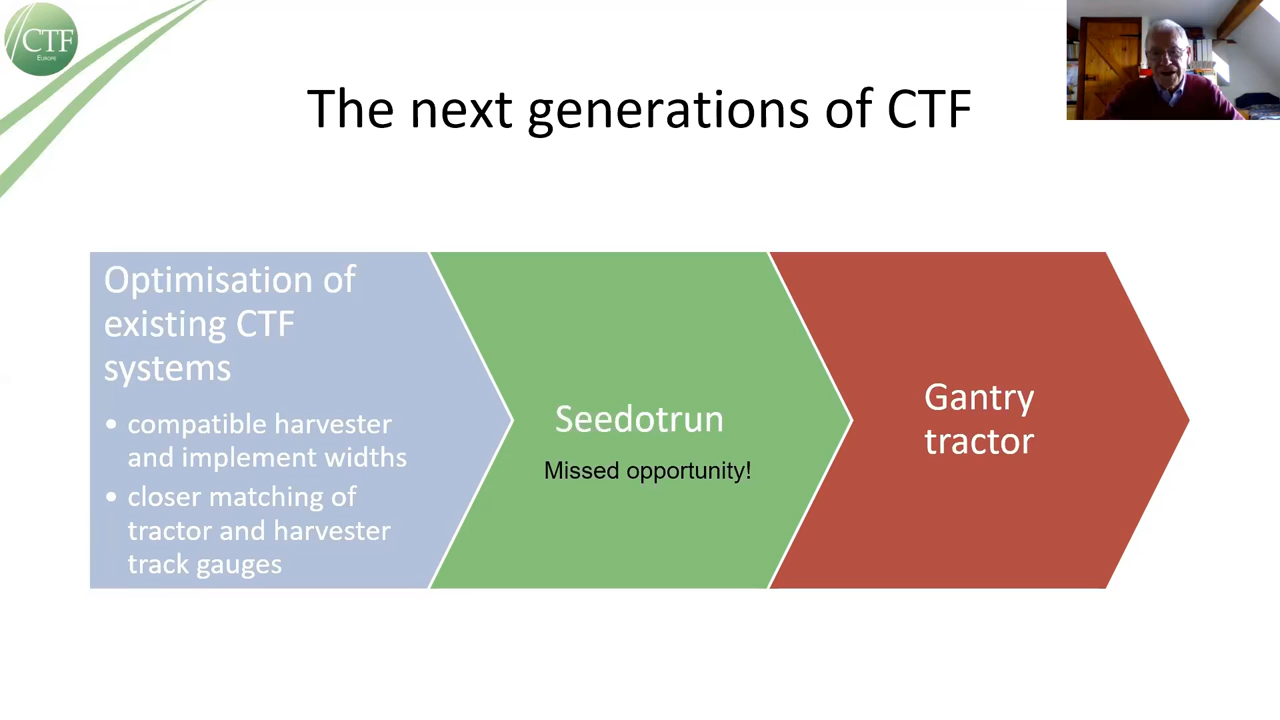 CTF
EUROPE
The next generations of CTF
Optimisation of
existing CTF
systems
• compatible harvester
and implement widths
• closer matching of
tractor and harvester
track gauges
Seedotrun
Missed opportunity!
Gantry
tractor